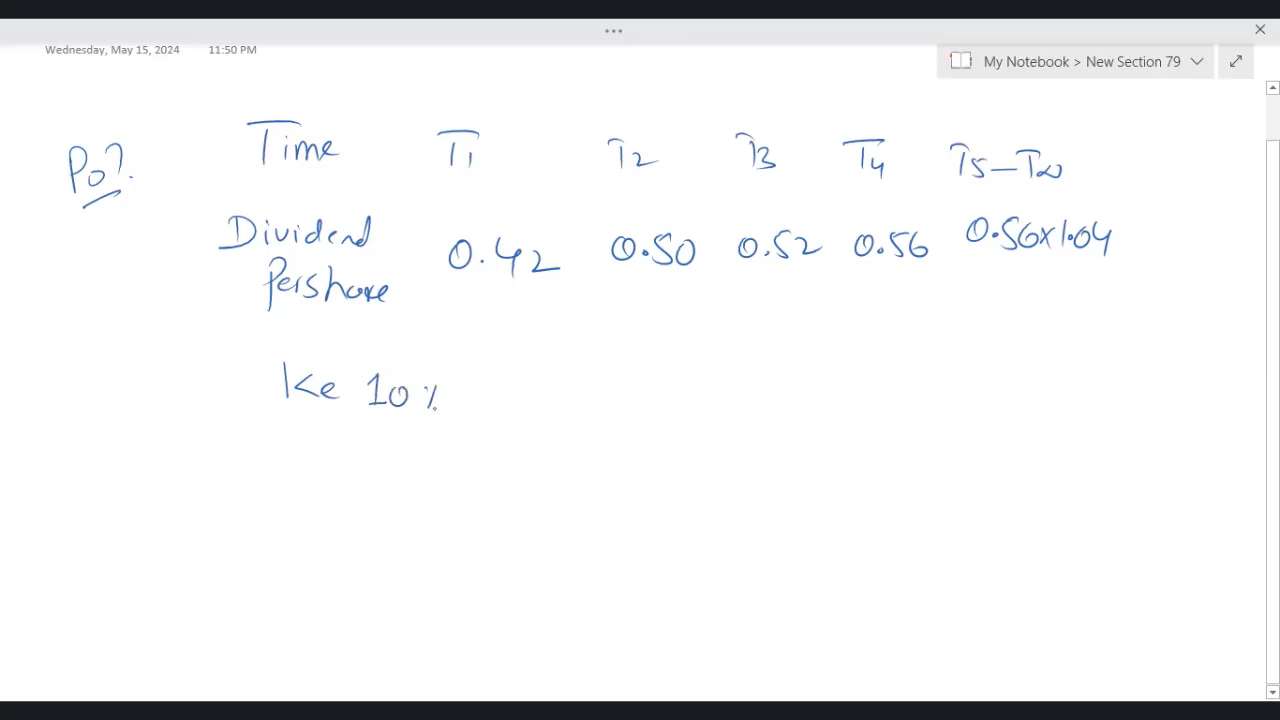 ...
Wednesday, May 15, 2024 11:50 PM
My Notebook > New Section 79
Po? Time T1 T2 T3 T4 T5-T∞
Dividend 0.42 0.50 0.52 0.56 0.56x1.04
Pershare
Ke 10%